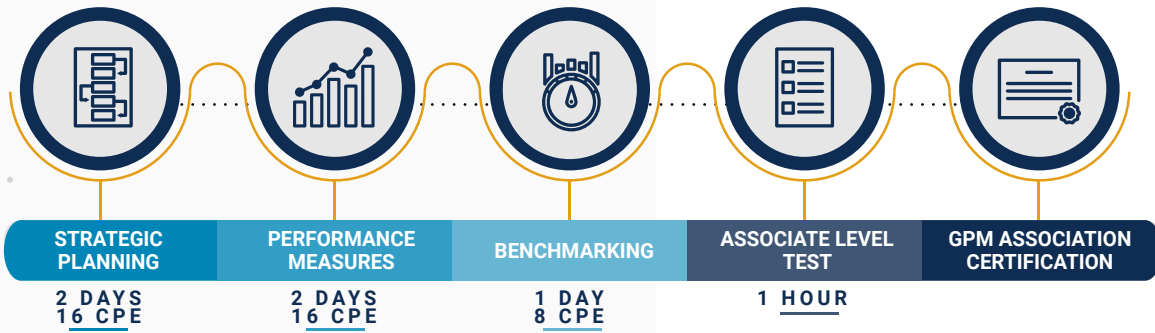 STRATEGIC
PLANNING
PERFORMANCE
MEASURES
BENCHMARKING
ASSOCIATE LEVEL
TEST
GPM ASSOCIATION
CERTIFICATION
2 DAYS
16 CPE
2 DAYS
16 CPE
1 DAY
8 CPE
1 HOUR